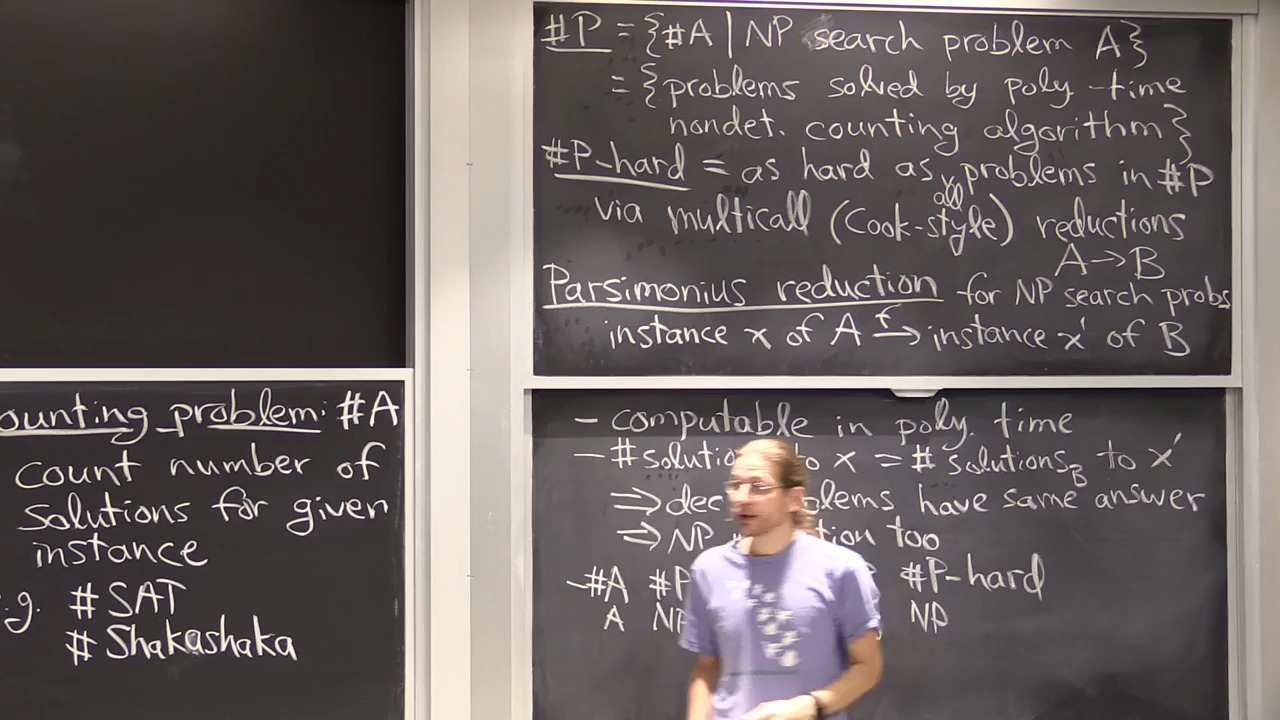 ounting problem: #A
count number of
solutions for given
instance
.g. #SAT
# Shakashaka
#P = {#A | NP search problem A}
= {problems solved by poly-time
nondet. counting algorithm}
#P-hard = as hard as all problems in #P
via multicall (Cook-style) reductions
A→B
Parsimonius reduction for NP search probs
instance x of A f→ instance x' of B
- computable in poly. time
- # solutio to x = # solutions_B to x'
⇒ dec oblems have same answer
⇒ NP tion too
- #A #P #P-hard
A NP NP